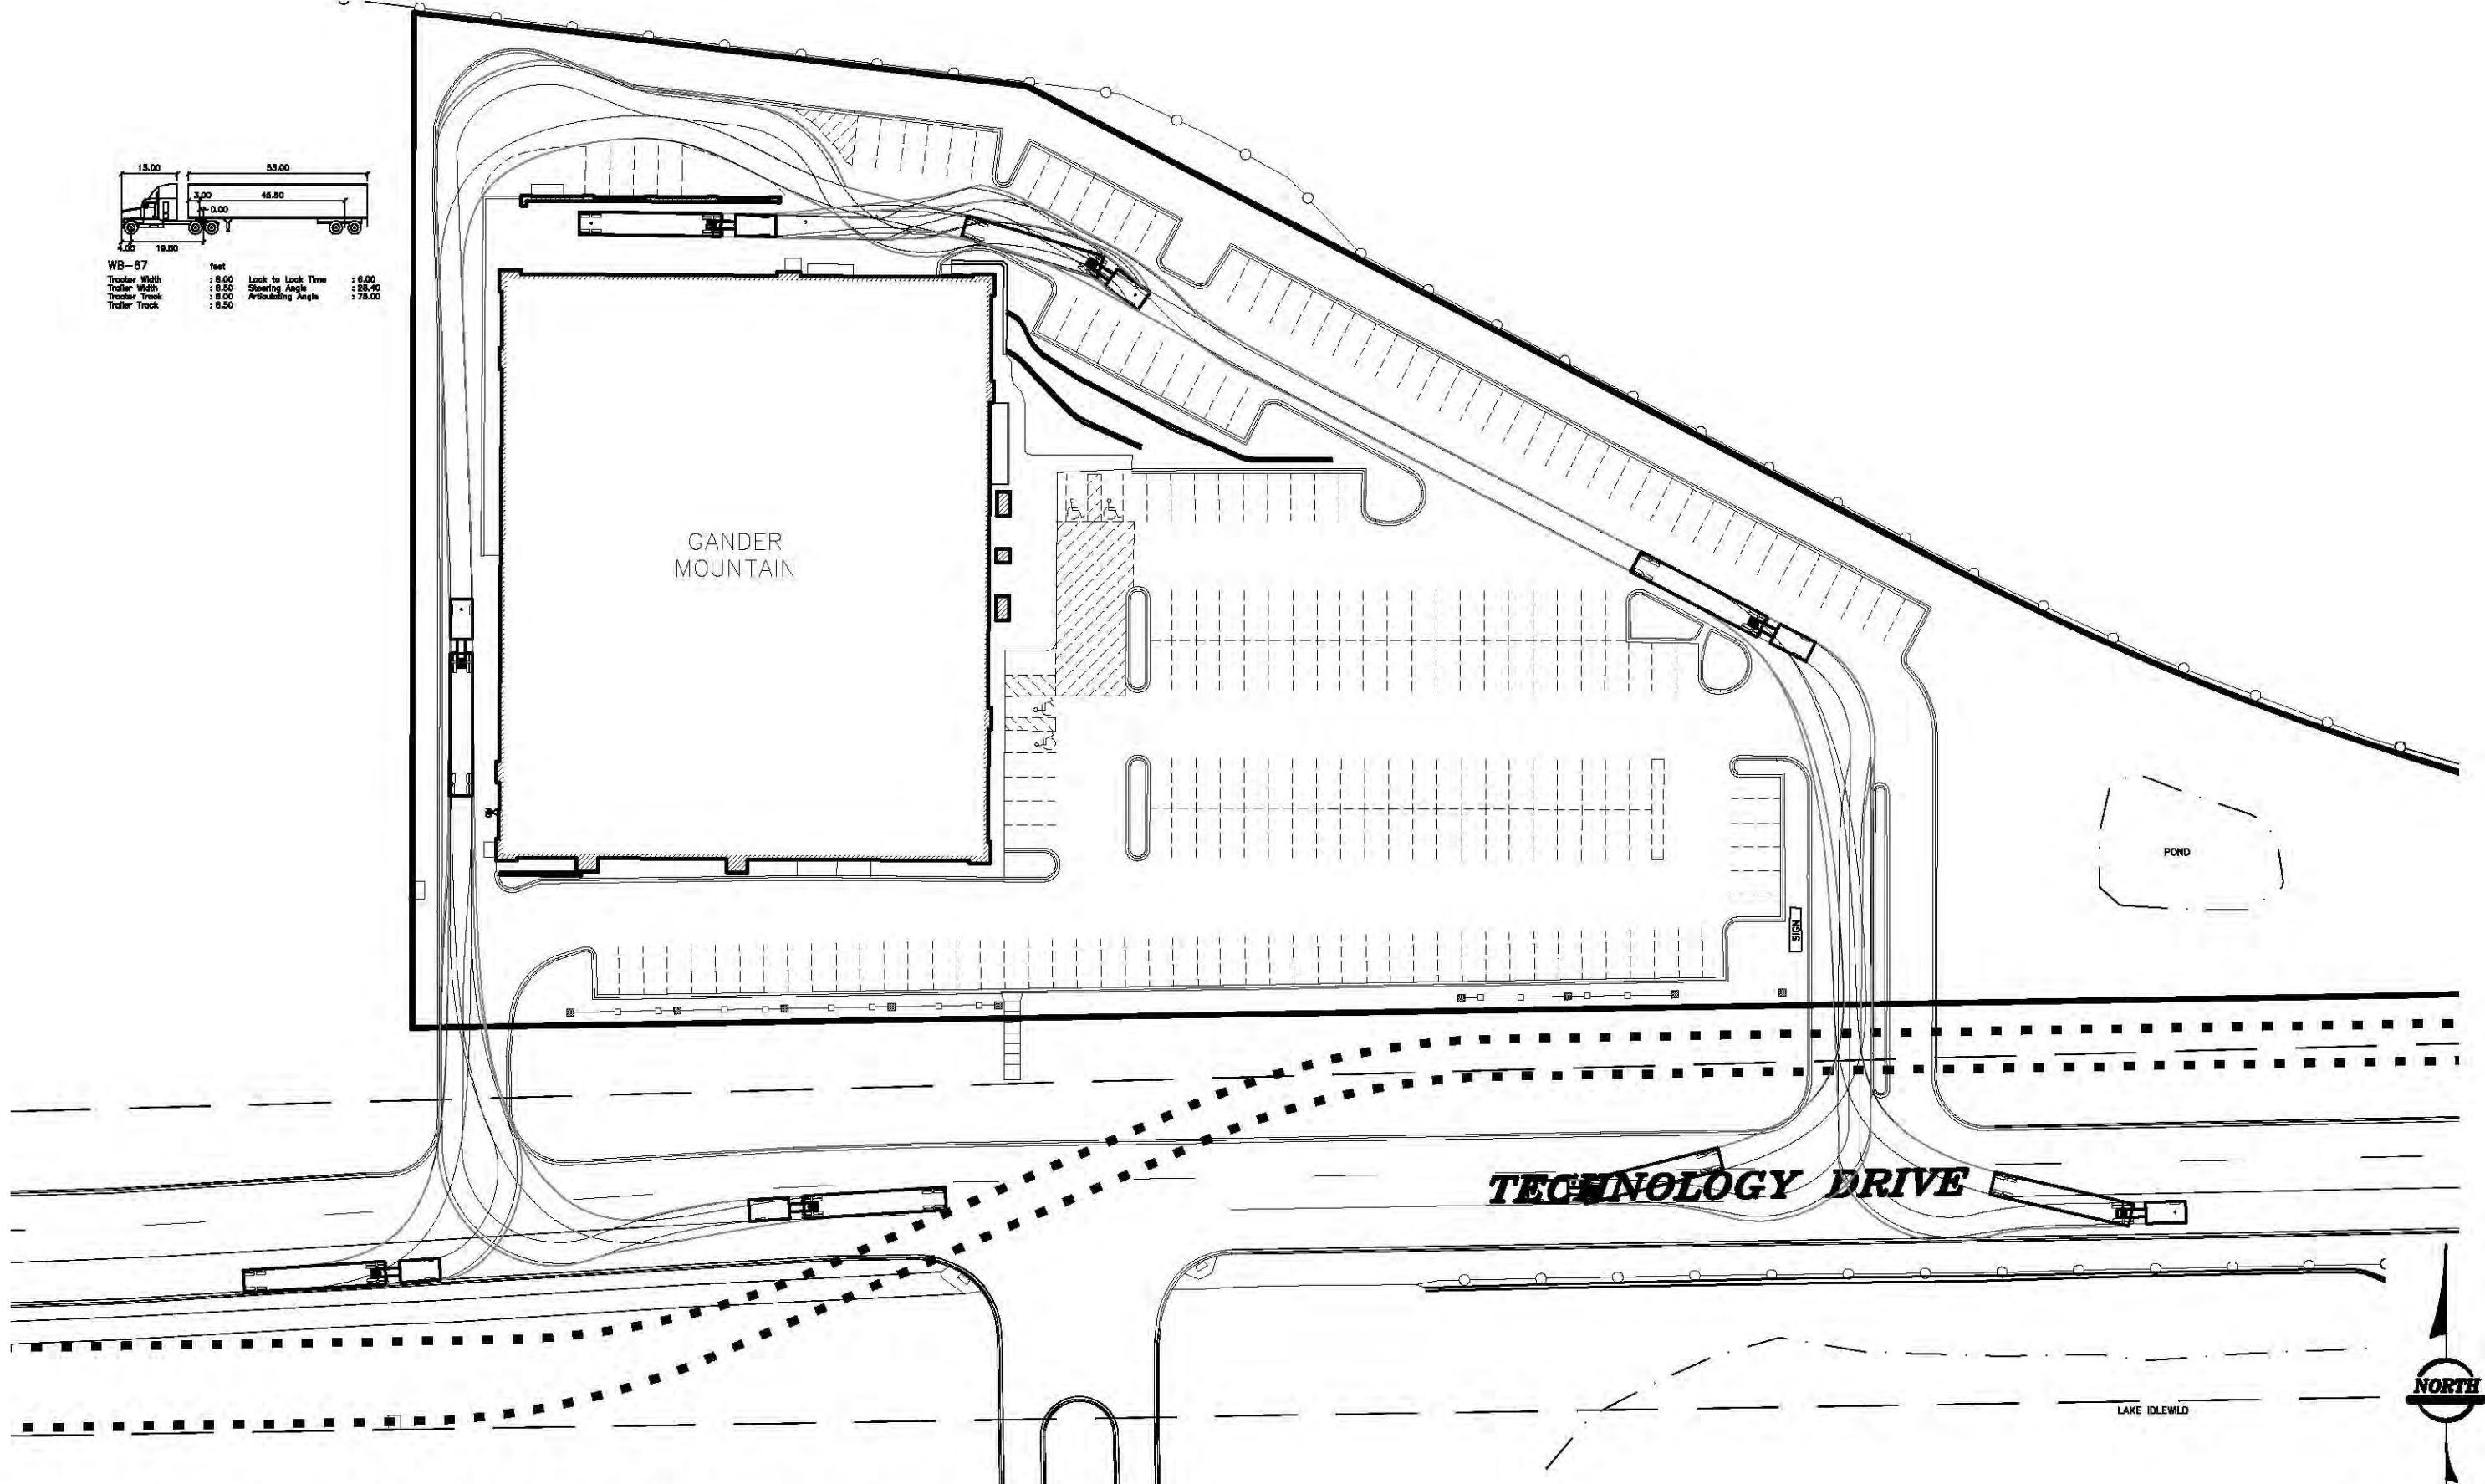 15.00
53.00
3.00
45.50
0.00
4.00
19.50
WB-67
feet
Tractor Width : 8.00 Lock to Lock Time : 6.00
Trailer Width : 8.50 Steering Angle : 28.40
Tractor Track : 8.00 Articulating Angle : 75.00
Trailer Track : 8.50
GANDER
MOUNTAIN
POND
SIGN
TECHNOLOGY DRIVE
NORTH
LAKE IDLEWILD